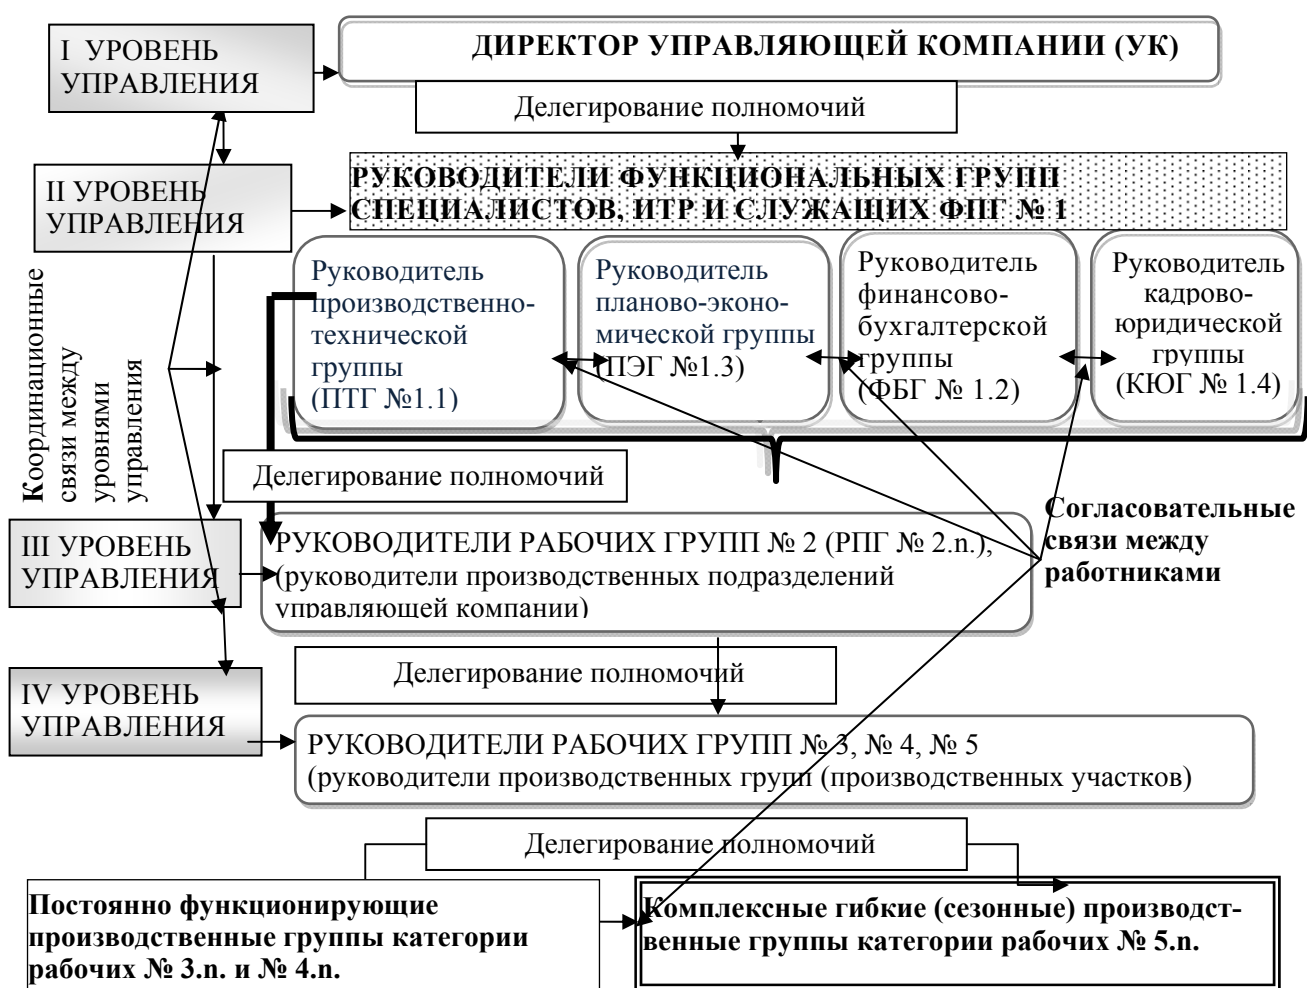 I УРОВЕНЬ
УПРАВЛЕНИЯ
ДИРЕКТОР УПРАВЛЯЮЩЕЙ КОМПАНИИ (УК)
Делегирование полномочий
II УРОВЕНЬ
УПРАВЛЕНИЯ
РУКОВОДИТЕЛИ ФУНКЦИОНАЛЬНЫХ ГРУПП
СПЕЦИАЛИСТОВ, ИТР И СЛУЖАЩИХ ФПГ № 1
Координационные
связи между
уровнями
управления
Руководитель
производственно-
технической
группы
(ПТГ №1.1)
Руководитель
планово-эконо-
мической группы
(ПЭГ №1.3)
Руководитель
финансово-
бухгалтерской
группы
(ФБГ № 1.2)
Руководитель
кадрово-
юридической
группы
(КЮГ № 1.4)
Делегирование полномочий
Согласовательные
связи между
работниками
III УРОВЕНЬ
УПРАВЛЕНИЯ
РУКОВОДИТЕЛИ РАБОЧИХ ГРУПП № 2 (РПГ № 2.n.),
(руководители производственных подразделений
управляющей компании)
Делегирование полномочий
IV УРОВЕНЬ
УПРАВЛЕНИЯ
РУКОВОДИТЕЛИ РАБОЧИХ ГРУПП № 3, № 4, № 5
(руководители производственных групп (производственных участков)
Делегирование полномочий
Постоянно функционирующие
производственные группы категории
рабочих № 3.n. и № 4.n.
Комплексные гибкие (сезонные) производст-
венные группы категории рабочих № 5.n.